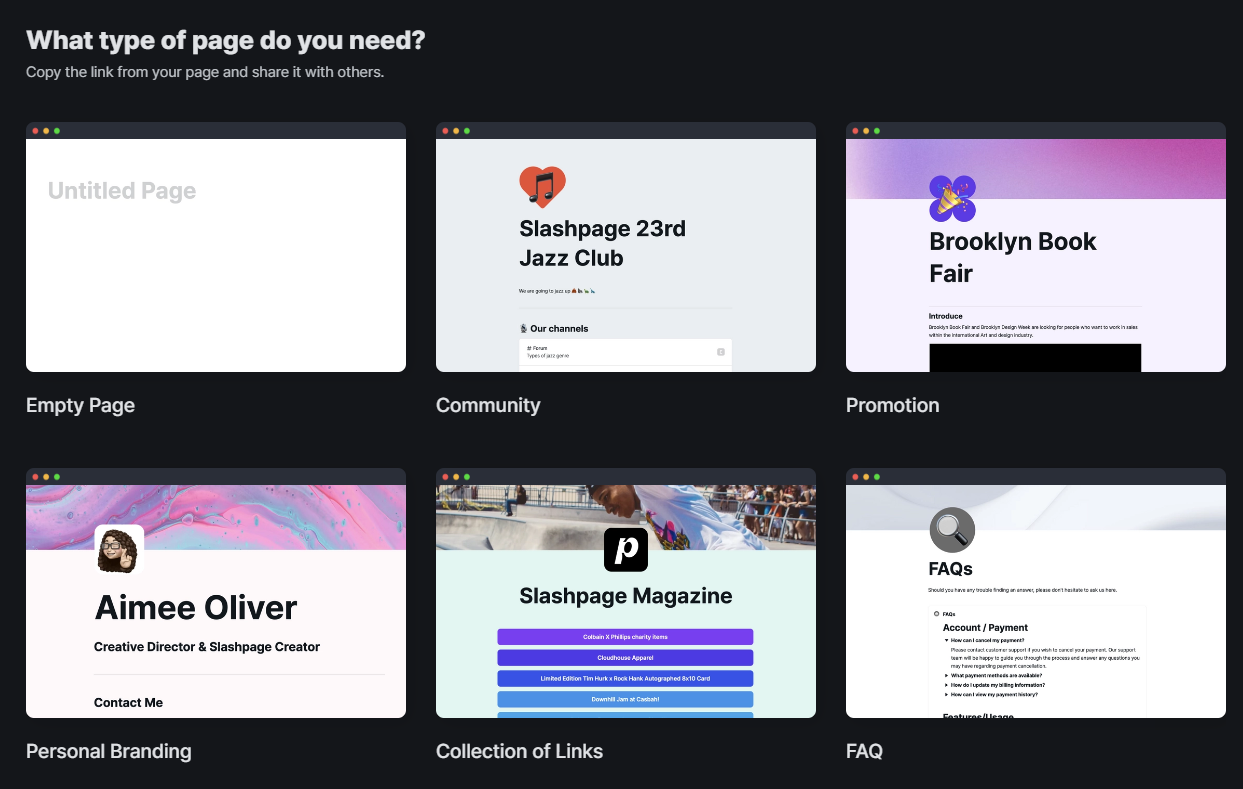 What type of page do you need?
Copy the link from your page and share it with others.
Untitled Page
Empty Page
Slashpage 23rd
Jazz Club
We are going to jazz up
Our channels
# Forum
Types of jazz genre
Community
Brooklyn Book
Fair
Introduce
Brooklyn Book Fair and Brooklyn Design Week are looking for people who want to work in sales
within the International Art and design industry.
Promotion
Aimee Oliver
Creative Director & Slashpage Creator
Contact Me
Personal Branding
p
Slashpage Magazine
Colbain X Phillips charity items
Cloudhouse Apparel
Limited Edition Tim Hurk x Rock Hank Autographed 8x10 Card
Downhill Jam at Casbah!
Collection of Links
FAQs
Should you have any trouble finding an answer, please don't hesitate to ask us here.
FAQs
Account / Payment
How can I cancel my payment?
Please contact customer support if you wish to cancel your payment. Our support
team will be happy to guide you through the process and answer any questions you
may have regarding payment cancellation.
What payment methods are available?
How do I update my billing information?
How can I view my payment history?
Features/Usage
FAQ